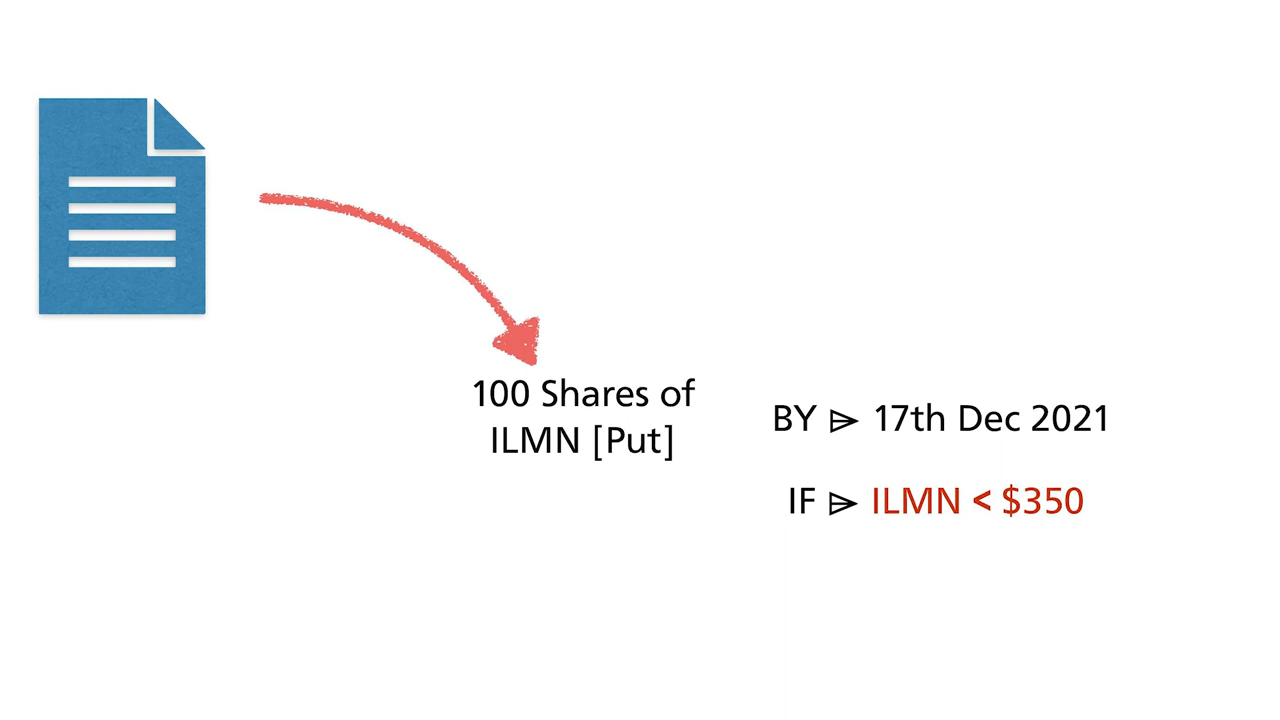 100 Shares of
ILMN [Put]
BY ⩥ 17th Dec 2021
IF ⩥ ILMN < $350